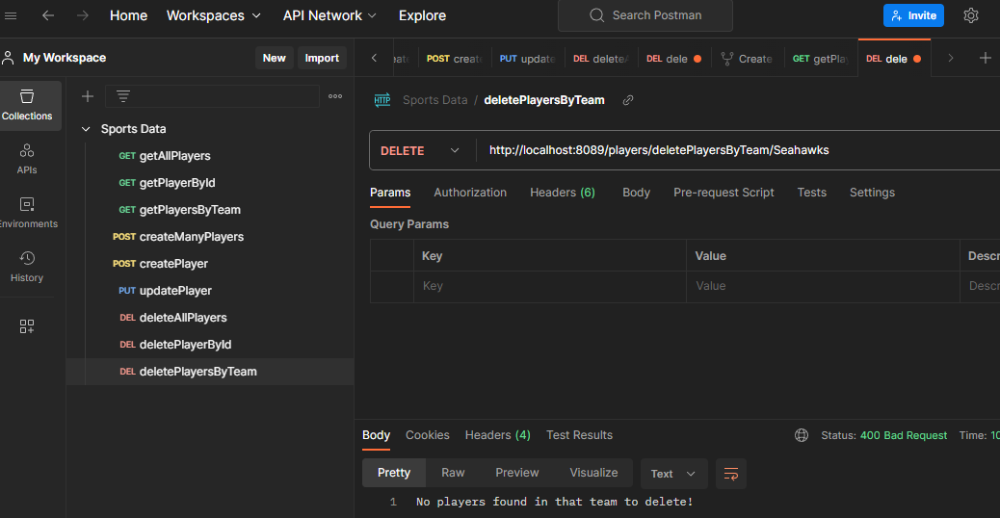 Home Workspaces API Network Explore Search Postman Invite
My Workspace New Import
POST create PUT update DEL deleteA DEL dele Create GET getPlay DEL dele
Collections
APIs
Environments
History
Sports Data
GET getAllPlayers
GET getPlayerById
GET getPlayersByTeam
POST createManyPlayers
POST createPlayer
PUT updatePlayer
DEL deleteAllPlayers
DEL deletePlayerById
DEL deletePlayersByTeam
HTTP Sports Data / deletePlayersByTeam
DELETE http://localhost:8089/players/deletePlayersByTeam/Seahawks
Params Authorization Headers (6) Body Pre-request Script Tests Settings
Query Params
Key Value Descr
Key Value Descr
Body Cookies Headers (4) Test Results Status: 400 Bad Request Time: 10
Pretty Raw Preview Visualize Text
1 No players found in that team to delete!